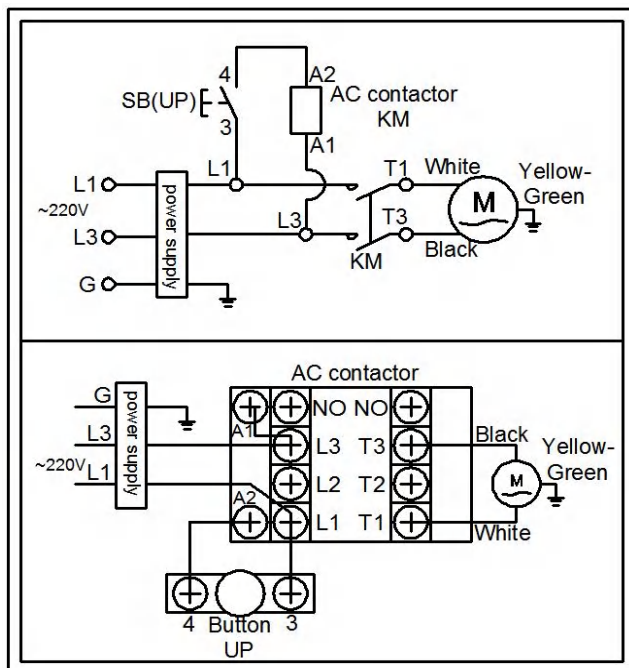 4
A2
SB(UP)
AC contactor
KM
3
A1
L1
T1
White
Yellow-
Green
L1
~220V
power supply
M
L3
L3
T3
Black
KM
G
AC contactor
G
power supply
NO
NO
A1
L3
L3
T3
Black
Yellow-
Green
~220V
L1
L2
T2
M
A2
L1
T1
White
4
Button
3
UP